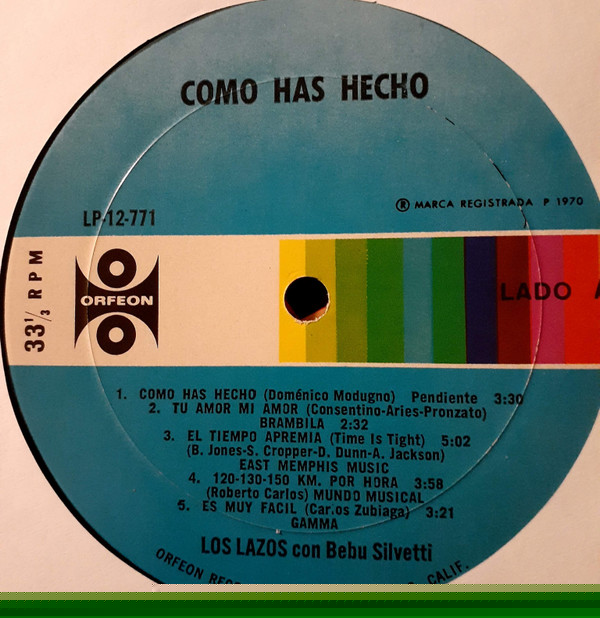 COMO HAS HECHO
LP-12-771
® MARCA REGISTRADA P 1970
33 1/3 RPM
ORFEON
LADO A
1. COMO HAS HECHO (Doménico Modugno) Pendiente 3:30
2. TU AMOR MI AMOR (Consentino-Aries-Pronzato)
BRAMBILA 2:32
3. EL TIEMPO APREMIA (Time Is Tight) 5:02
(B. Jones-S. Cropper-D. Dunn-A. Jackson)
EAST MEMPHIS MUSIC
4. 120-130-150 KM. POR HORA 3:58
(Roberto Carlos) MUNDO MUSICAL
5. ES MUY FACIL (Car.os Zubiaga) 3:21
GAMMA
LOS LAZOS con Bebu Silvetti
ORFEON CALIF.